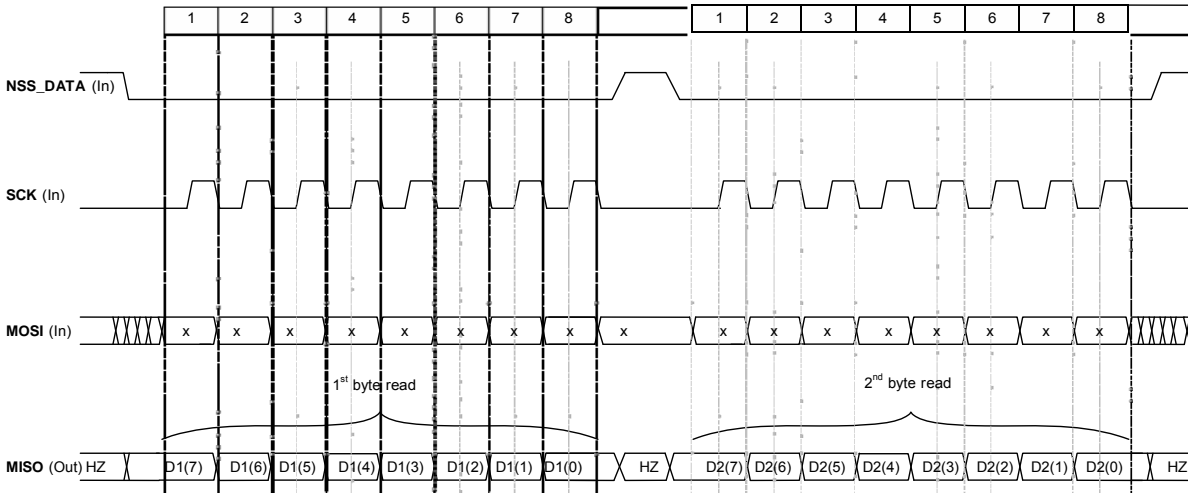 1 2 3 4 5 6 7 8 1 2 3 4 5 6 7 8
NSS_DATA (In)
SCK (In)
MOSI (In) x x x x x x x x x x x x x x x x x
1st byte read 2nd byte read
MISO (Out) HZ D1(7) D1(6) D1(5) D1(4) D1(3) D1(2) D1(1) D1(0) HZ D2(7) D2(6) D2(5) D2(4) D2(3) D2(2) D2(1) D2(0) HZ